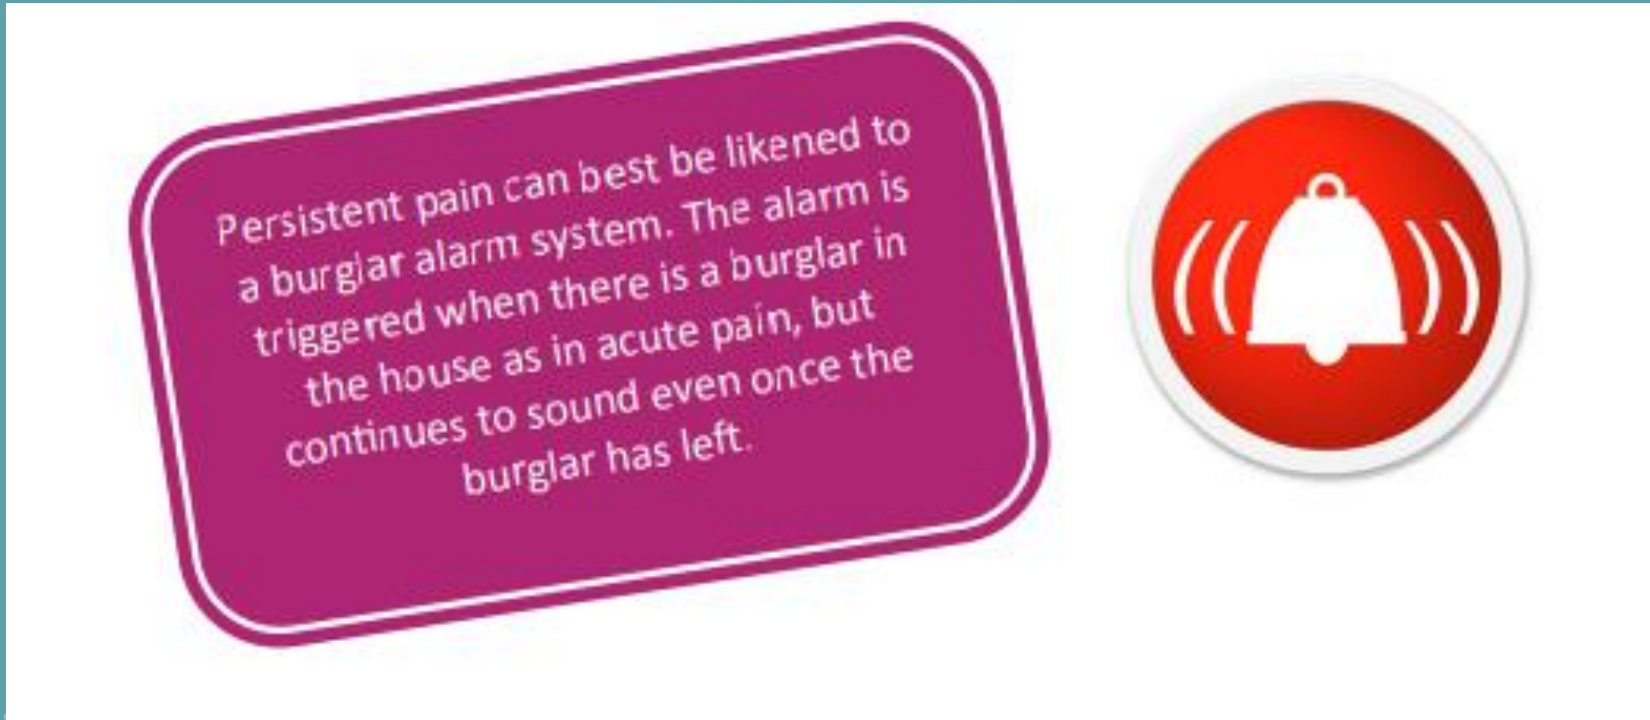 Persistent pain can best be likened to
a burglar alarm system. The alarm is
triggered when there is a burglar in
the house as in acute pain, but
continues to sound even once the
burglar has left.